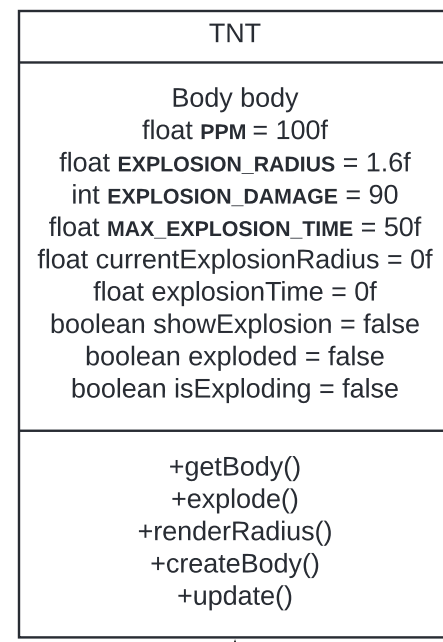 TNT
Body body
float PPM = 100f
float EXPLOSION_RADIUS = 1.6f
int EXPLOSION_DAMAGE = 90
float MAX_EXPLOSION_TIME = 50f
float currentExplosionRadius = 0f
float explosionTime = 0f
boolean showExplosion = false
boolean exploded = false
boolean isExploding = false
+getBody()
+explode()
+renderRadius()
+createBody()
+update()